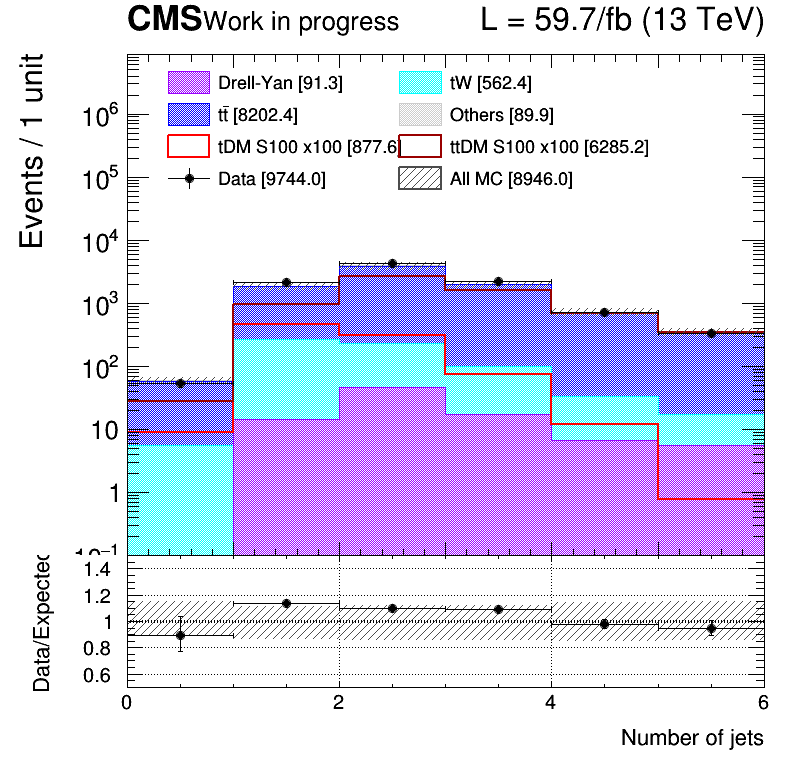 CMS Work in progress L = 59.7/fb (13 TeV)
Events / 1 unit
Drell-Yan [91.3] tW [562.4]
tt̄ [8202.4] Others [89.9]
tDM S100 x100 [877.6] ttDM S100 x100 [6285.2]
Data [9744.0] All MC [8946.0]
10⁶
10⁵
10⁴
10³
10²
10
1
10⁻¹
Data/Expected
1.4
1.2
1
0.8
0.6
0 2 4 6
Number of jets